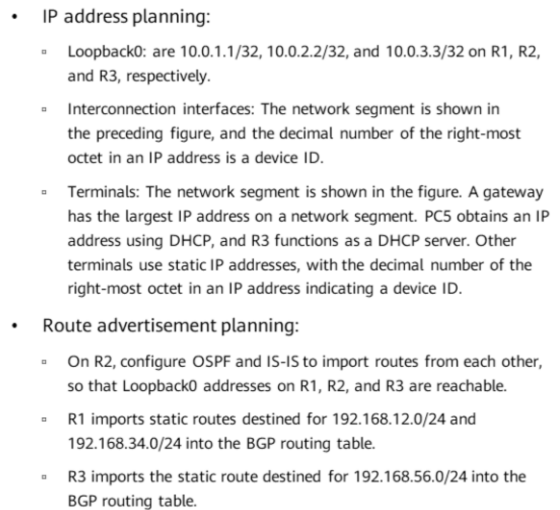 • IP address planning:
▫ Loopback0: are 10.0.1.1/32, 10.0.2.2/32, and 10.0.3.3/32 on R1, R2,
and R3, respectively.
▫ Interconnection interfaces: The network segment is shown in
the preceding figure, and the decimal number of the right-most
octet in an IP address is a device ID.
▫ Terminals: The network segment is shown in the figure. A gateway
has the largest IP address on a network segment. PC5 obtains an IP
address using DHCP, and R3 functions as a DHCP server. Other
terminals use static IP addresses, with the decimal number of the
right-most octet in an IP address indicating a device ID.
• Route advertisement planning:
▫ On R2, configure OSPF and IS-IS to import routes from each other,
so that Loopback0 addresses on R1, R2, and R3 are reachable.
▫ R1 imports static routes destined for 192.168.12.0/24 and
192.168.34.0/24 into the BGP routing table.
▫ R3 imports the static route destined for 192.168.56.0/24 into the
BGP routing table.